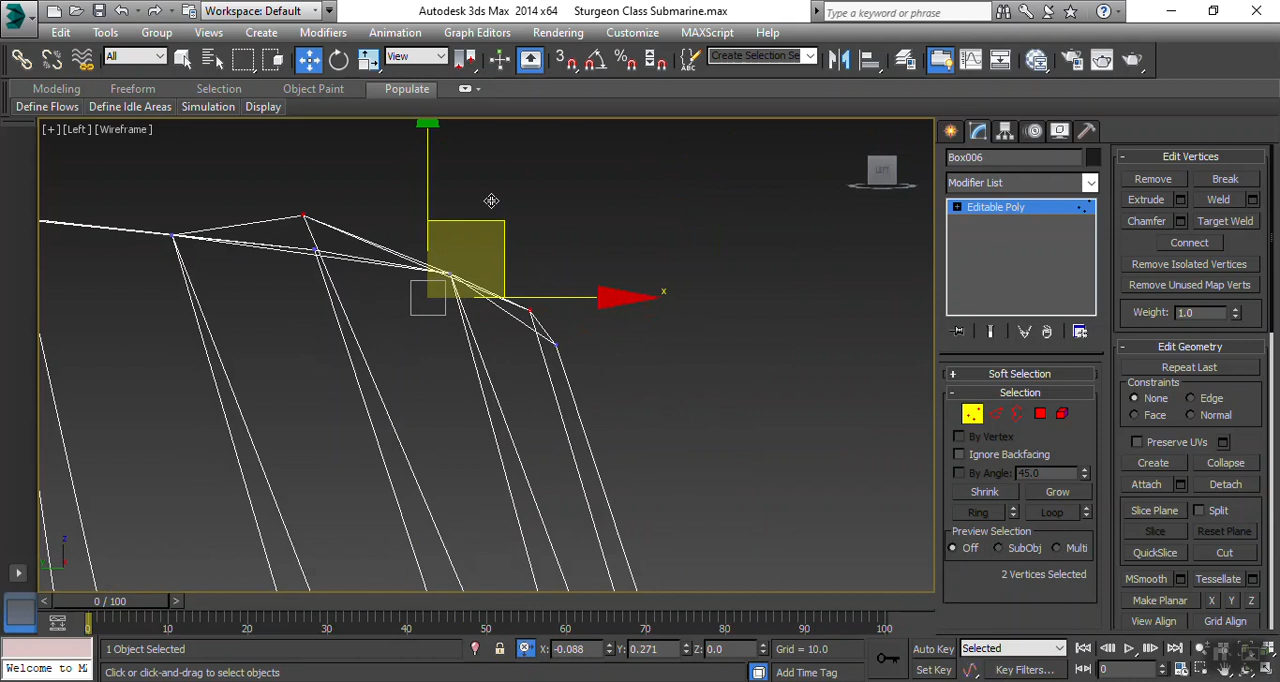 Workspace: Default
Autodesk 3ds Max 2014 x64 Sturgeon Class Submarine.max
Type a keyword or phrase
Edit Tools Group Views Create Modifiers Animation Graph Editors Rendering Customize MAXScript Help
All View Create Selection Se
Modeling Freeform Selection Object Paint Populate
Define Flows Define Idle Areas Simulation Display
[+] [Left] [Wireframe]
LEFT
x
z
Box006
Modifier List
Editable Poly
Soft Selection
Selection
By Vertex
Ignore Backfacing
By Angle: 45.0
Shrink Grow
Ring Loop
Preview Selection
Off SubObj Multi
2 Vertices Selected
Edit Vertices
Remove Break
Extrude Weld
Chamfer Target Weld
Connect
Remove Isolated Vertices
Remove Unused Map Verts
Weight: 1.0
Edit Geometry
Repeat Last
Constraints
None Edge
Face Normal
Preserve UVs
Create Collapse
Attach Detach
Slice Plane Split
Slice Reset Plane
QuickSlice Cut
MSmooth Tessellate
Make Planar X Y Z
View Align Grid Align
< 0 / 100 >
0 10 20 30 40 50 60 70 80 90 100
1 Object Selected X: -0.088 Y: 0.271 Z: 0.0 Grid = 10.0 Auto Key Selected
Welcome to M Click or click-and-drag to select objects Add Time Tag Set Key Key Filters... 0